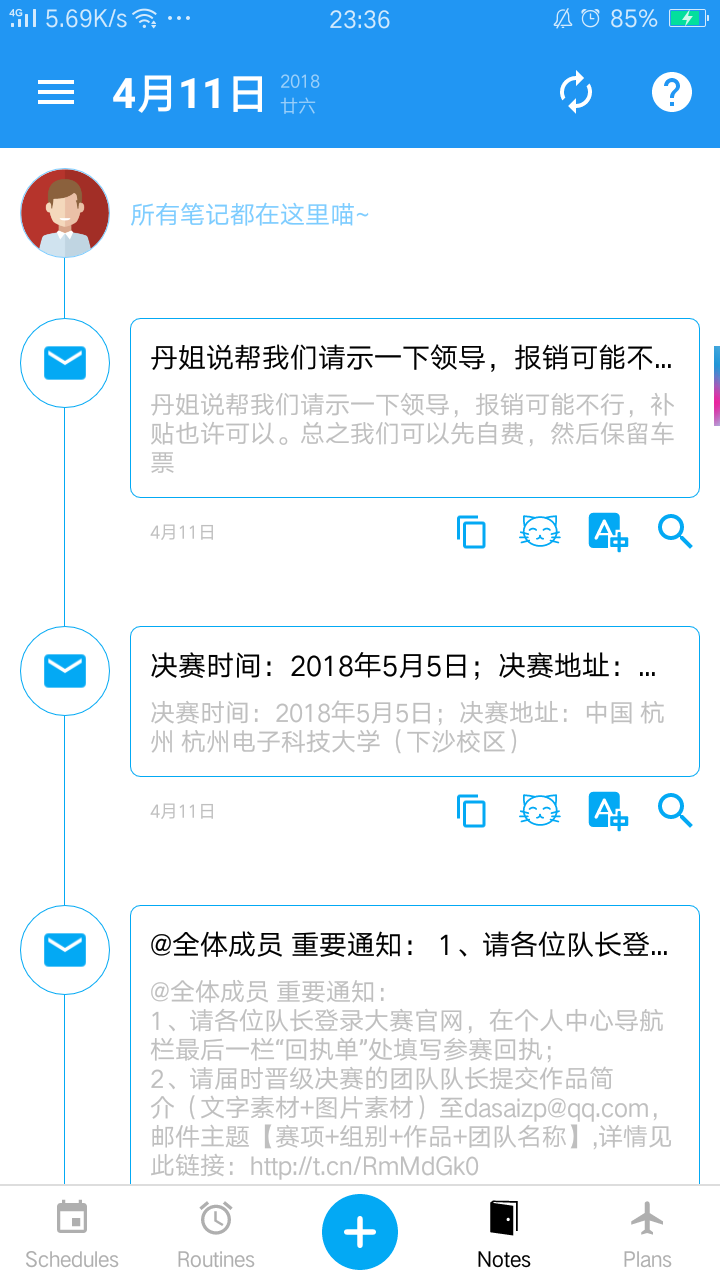 4G 5.69K/s 23:36 85%
4月11日 2018
廿六
所有笔记都在这里喵~
丹姐说帮我们请示一下领导，报销可能不...
丹姐说帮我们请示一下领导，报销可能不行，补
贴也许可以。总之我们可以先自费，然后保留车
票
4月11日
决赛时间：2018年5月5日；决赛地址：...
决赛时间：2018年5月5日；决赛地址：中国 杭
州 杭州电子科技大学（下沙校区）
4月11日
@全体成员 重要通知： 1、请各位队长登...
@全体成员 重要通知：
1、请各位队长登录大赛官网，在个人中心导航
栏最后一栏“回执单”处填写参赛回执；
2、请届时晋级决赛的团队队长提交作品简
介（文字素材+图片素材）至dasaizp@qq.com，
邮件主题【赛项+组别+作品+团队名称】,详情见
此链接：http://t.cn/RmMdGk0
Schedules Routines Notes Plans